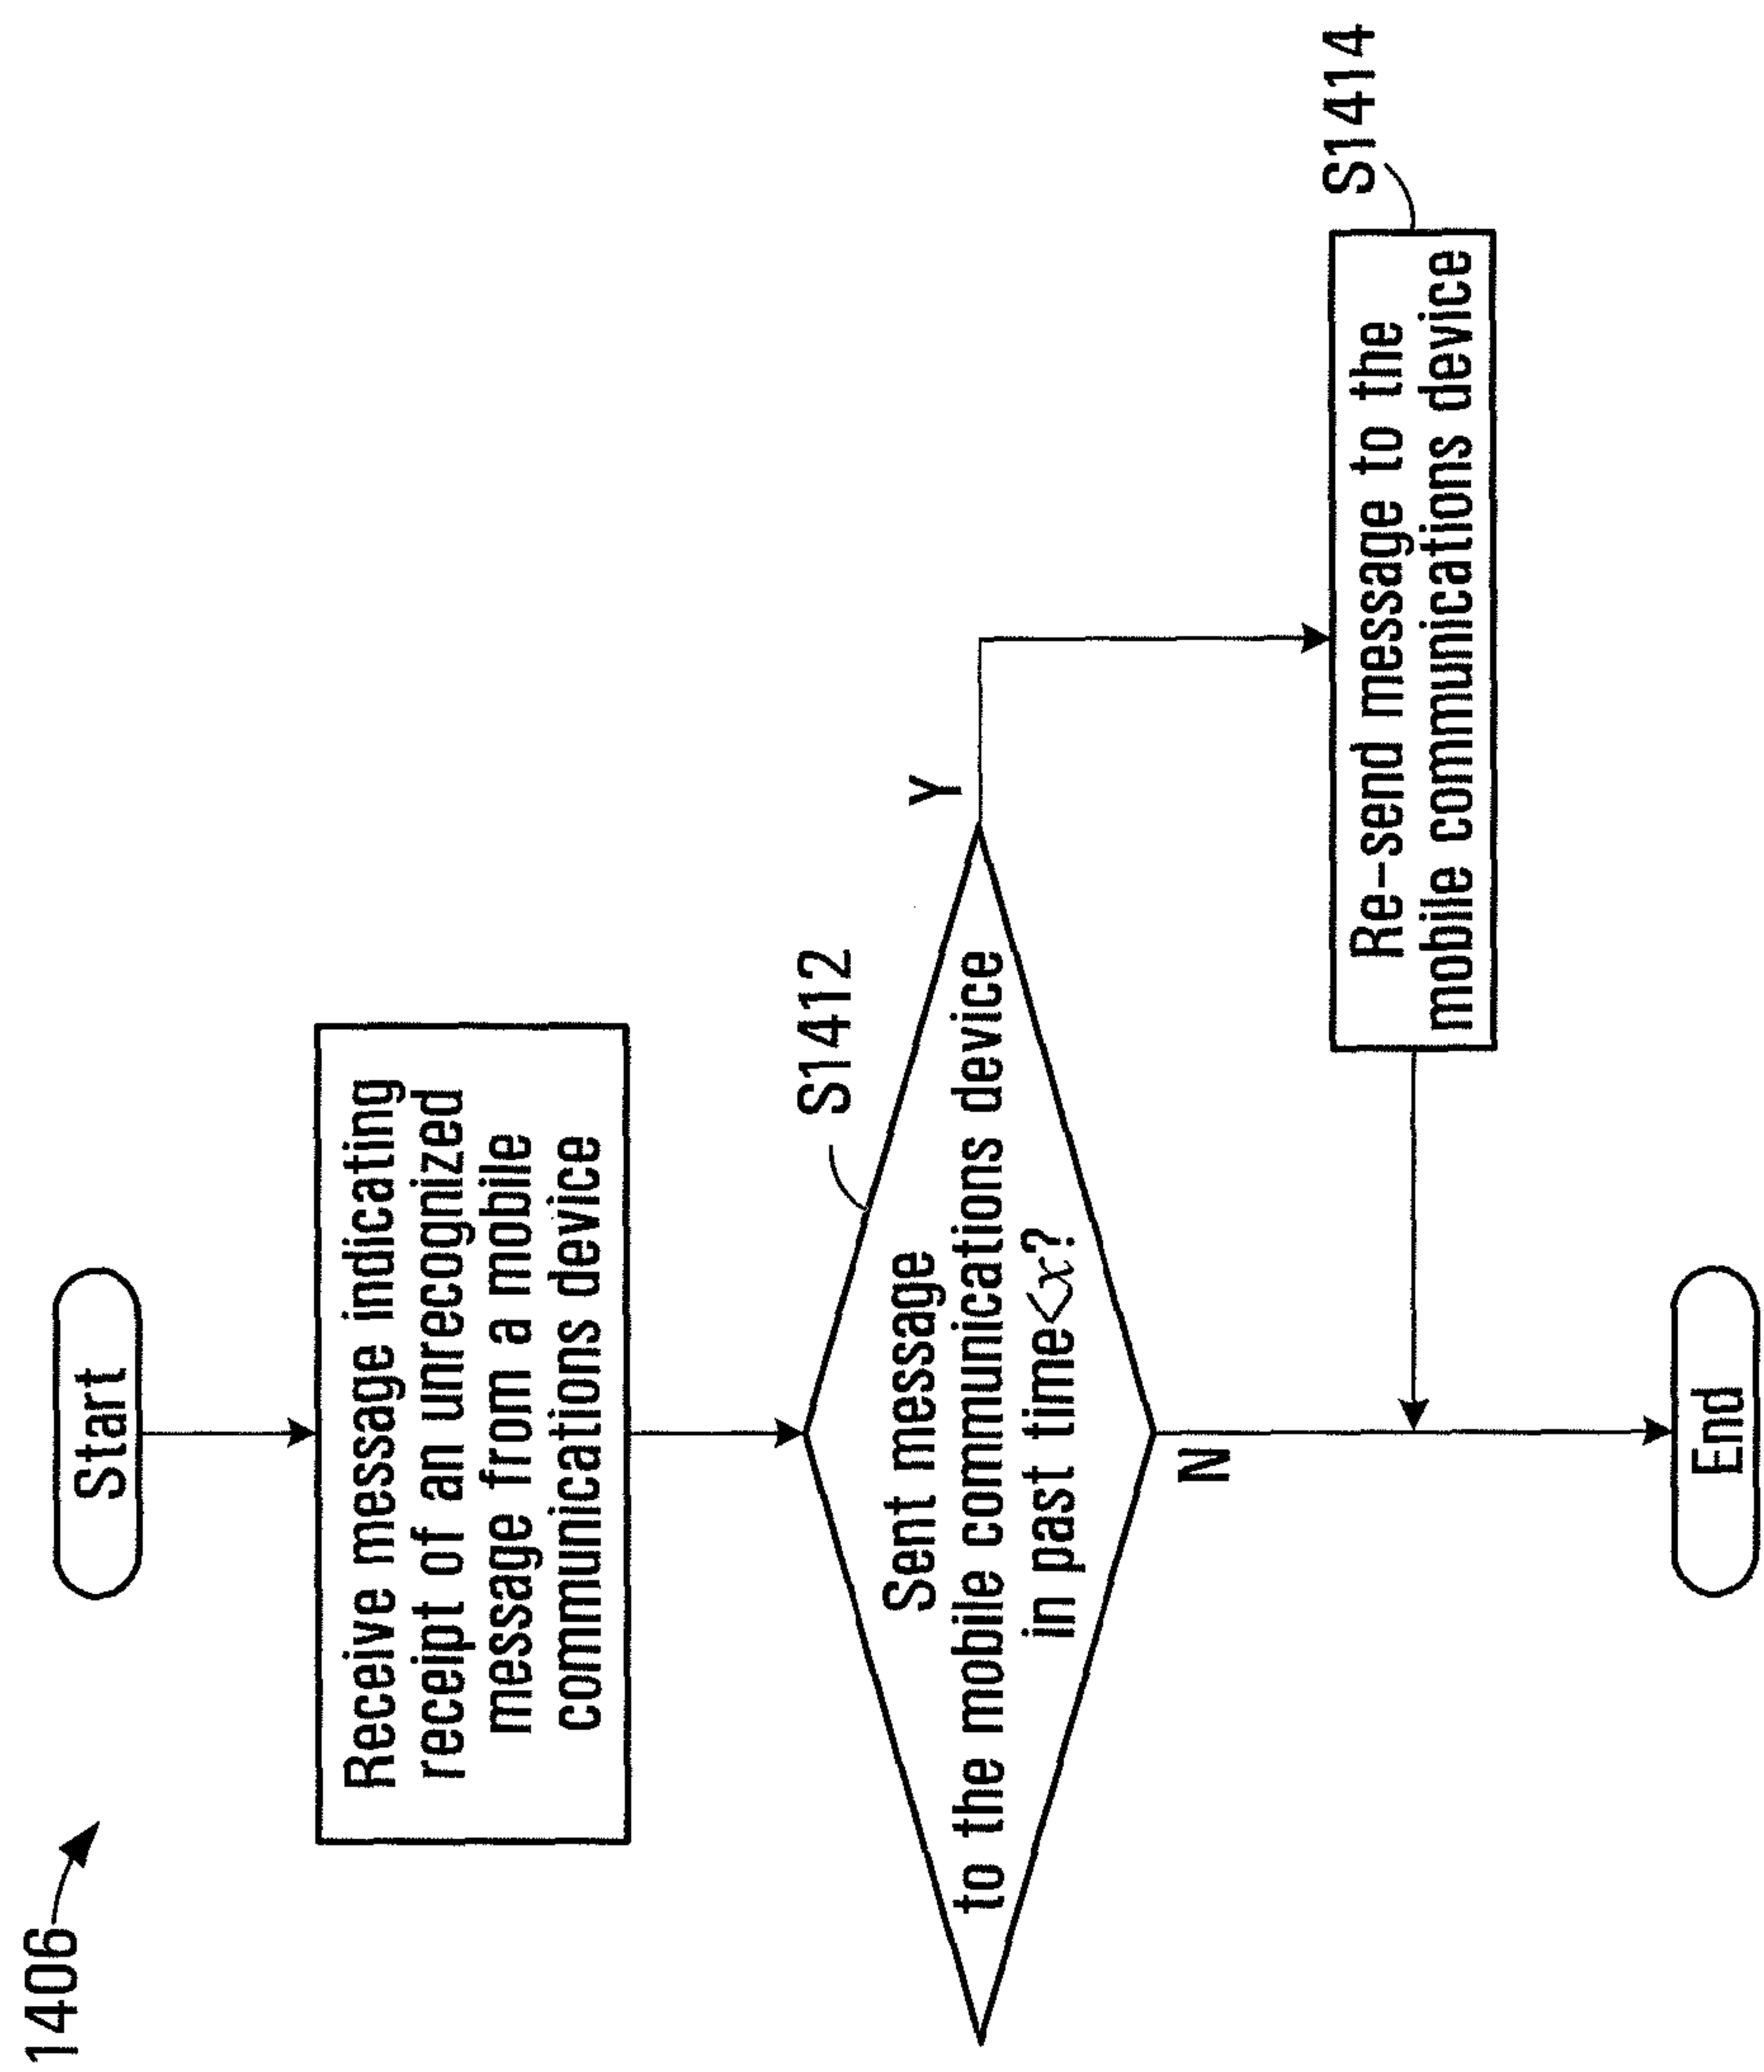 1406
Start
Receive message indicating
receipt of an unrecognized
message from a mobile
communications device
S1412
Sent message
to the mobile communications device
in past time<x?
Y
N
S1414
Re-send message to the
mobile communications device
End